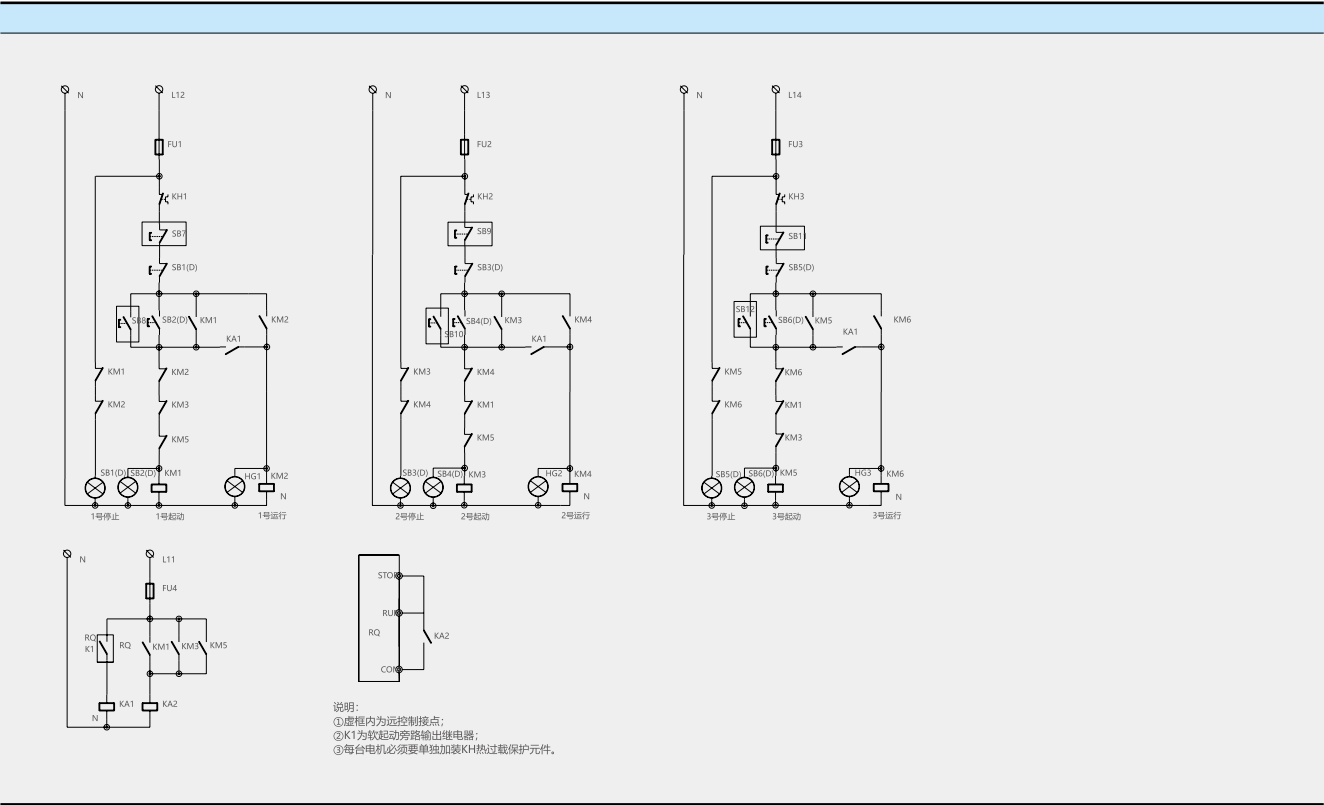 N
L12
FU1
KH1
SB7
SB1(D)
SB8
SB2(D)
KM1
KM2
KA1
KM1
KM2
KM2
KM3
KM5
SB1(D)
SB2(D)
KM1
HG1
KM2
N
1号停止
1号起动
1号运行
N
L13
FU2
KH2
SB9
SB3(D)
SB10
SB4(D)
KM3
KM4
KA1
KM3
KM4
KM4
KM1
KM5
SB3(D)
SB4(D)
KM3
HG2
KM4
N
2号停止
2号起动
2号运行
N
L14
FU3
KH3
SB11
SB5(D)
SB12
SB6(D)
KM5
KM6
KA1
KM5
KM6
KM6
KM1
KM3
SB5(D)
SB6(D)
KM5
HG3
KM6
N
3号停止
3号起动
3号运行
N
L11
FU4
RQ
K1
RQ
KM1
KM3
KM5
KA1
KA2
N
STOP
RUN
RQ
KA2
COM
说明：
①虚框内为远控制接点；
②K1为软起动旁路输出继电器；
③每台电机必须要单独加装KH热过载保护元件。